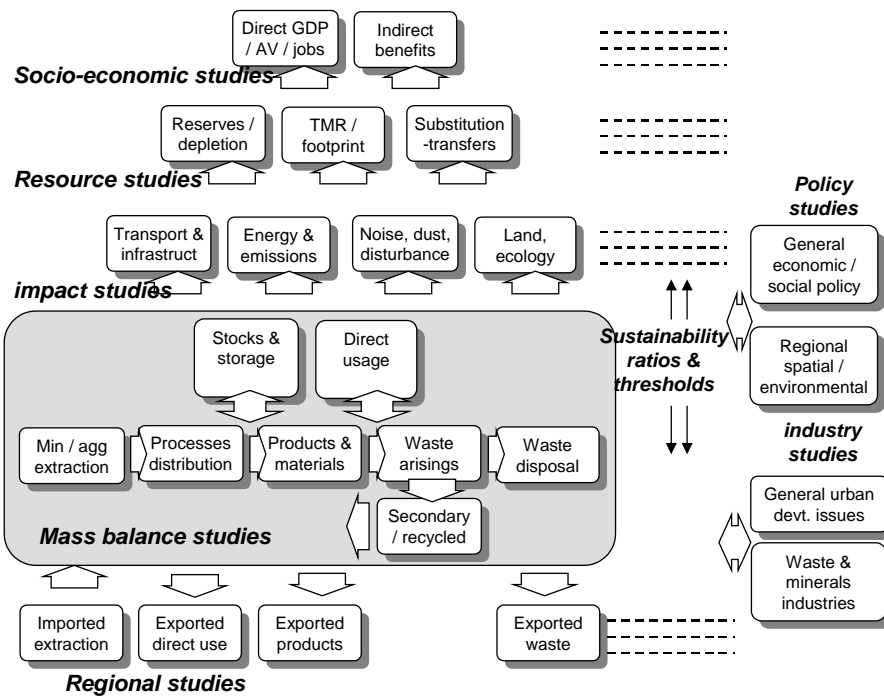 Direct GDP
/ AV / jobs
Indirect
benefits
Socio-economic studies
Reserves /
depletion
TMR /
footprint
Substitution
-transfers
Resource studies
Policy
studies
Transport &
infrastruct
Energy &
emissions
Noise, dust,
disturbance
Land,
ecology
General
economic /
social policy
impact studies
Stocks &
storage
Direct
usage
Sustainability
ratios &
thresholds
Regional
spatial /
environmental
Min / agg
extraction
Processes
distribution
Products &
materials
Waste
arisings
Waste
disposal
industry
studies
Secondary
/ recycled
Mass balance studies
General urban
devt. issues
Waste &
minerals
industries
Imported
extraction
Exported
direct use
Exported
products
Exported
waste
Regional studies